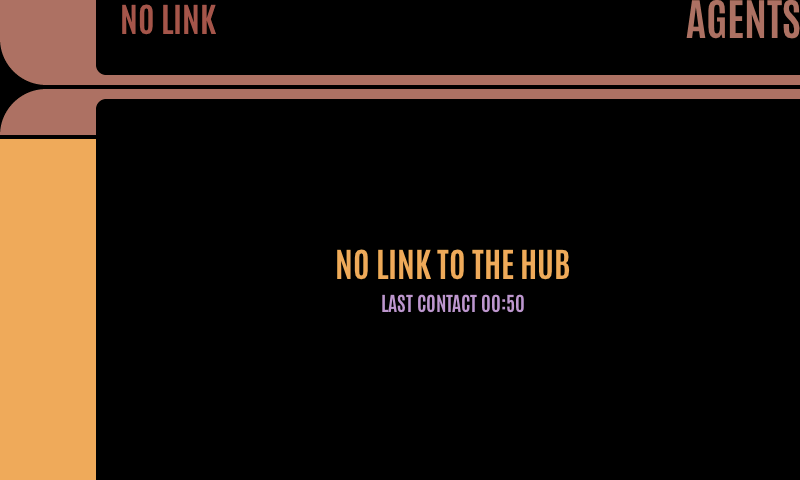 NO LINK
AGENTS
NO LINK TO THE HUB
LAST CONTACT 00:50